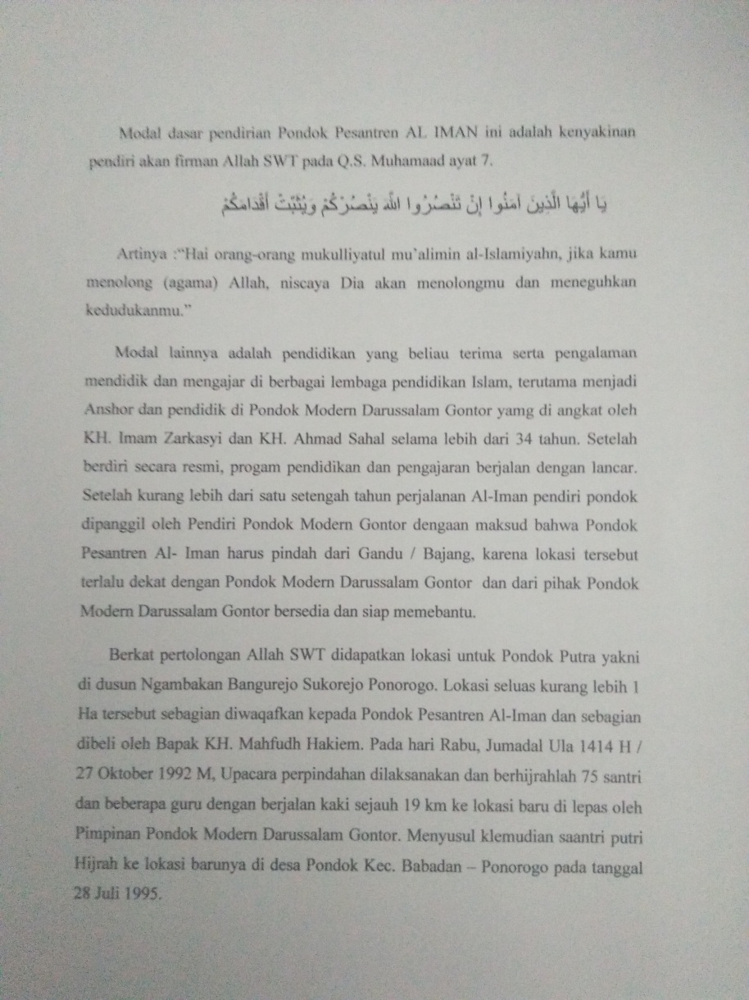 Modal dasar pendirian Pondok Pesantren AL IMAN ini adalah kenyakinan
pendiri akan firman Allah SWT pada Q.S. Muhamaad ayat 7.
يَا أَيُّهَا الَّذِينَ آمَنُوا إِنْ تَنْصُرُوا اللَّهَ يَنْصُرْكُمْ وَيُثَبِّتْ أَقْدَامَكُمْ
Artinya :“Hai orang-orang mukulliyatul mu’alimin al-Islamiyahn, jika kamu
menolong (agama) Allah, niscaya Dia akan menolongmu dan meneguhkan
kedudukanmu.”
Modal lainnya adalah pendidikan yang beliau terima serta pengalaman
mendidik dan mengajar di berbagai lembaga pendidikan Islam, terutama menjadi
Anshor dan pendidik di Pondok Modern Darussalam Gontor yamg di angkat oleh
KH. Imam Zarkasyi dan KH. Ahmad Sahal selama lebih dari 34 tahun. Setelah
berdiri secara resmi, progam pendidikan dan pengajaran berjalan dengan lancar.
Setelah kurang lebih dari satu setengah tahun perjalanan Al-Iman pendiri pondok
dipanggil oleh Pendiri Pondok Modern Gontor dengaan maksud bahwa Pondok
Pesantren Al- Iman harus pindah dari Gandu / Bajang, karena lokasi tersebut
terlalu dekat dengan Pondok Modern Darussalam Gontor dan dari pihak Pondok
Modern Darussalam Gontor bersedia dan siap memebantu.
Berkat pertolongan Allah SWT didapatkan lokasi untuk Pondok Putra yakni
di dusun Ngambakan Bangurejo Sukorejo Ponorogo. Lokasi seluas kurang lebih 1
Ha tersebut sebagian diwaqafkan kepada Pondok Pesantren Al-Iman dan sebagian
dibeli oleh Bapak KH. Mahfudh Hakiem. Pada hari Rabu, Jumadal Ula 1414 H /
27 Oktober 1992 M, Upacara perpindahan dilaksanakan dan berhijrahlah 75 santri
dan beberapa guru dengan berjalan kaki sejauh 19 km ke lokasi baru di lepas oleh
Pimpinan Pondok Modern Darussalam Gontor. Menyusul klemudian saantri putri
Hijrah ke lokasi barunya di desa Pondok Kec. Babadan – Ponorogo pada tanggal
28 Juli 1995.